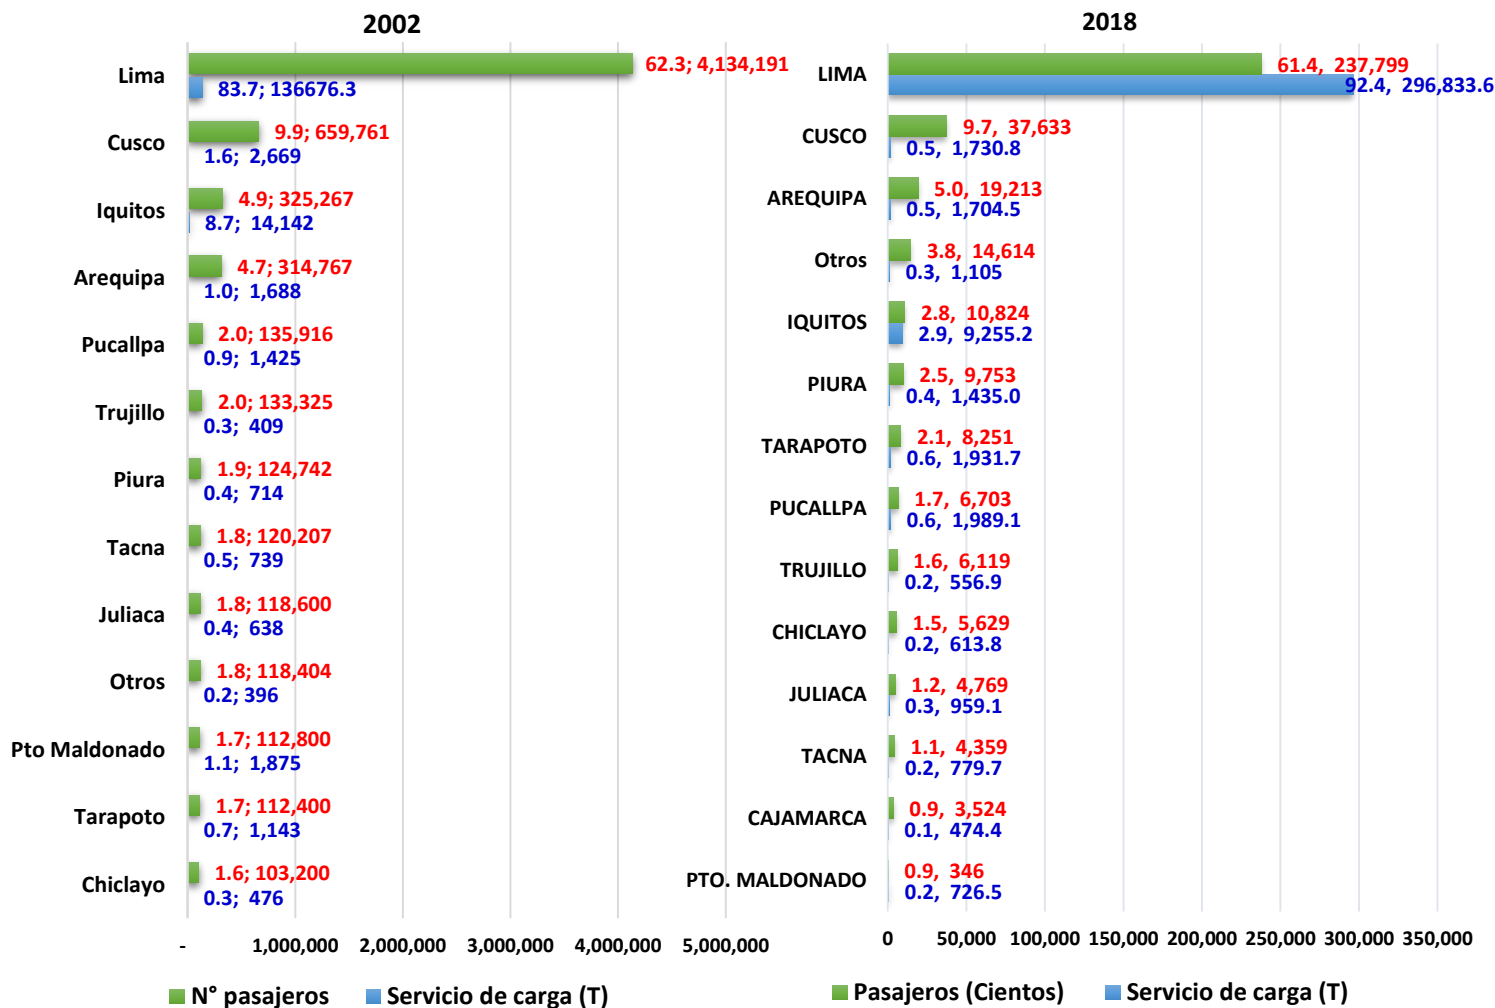 2002
Lima
62.3; 4,134,191
83.7; 136676.3
Cusco
9.9; 659,761
1.6; 2,669
Iquitos
4.9; 325,267
8.7; 14,142
Arequipa
4.7; 314,767
1.0; 1,688
Pucallpa
2.0; 135,916
0.9; 1,425
Trujillo
2.0; 133,325
0.3; 409
Piura
1.9; 124,742
0.4; 714
Tacna
1.8; 120,207
0.5; 739
Juliaca
1.8; 118,600
0.4; 638
Otros
1.8; 118,404
0.2; 396
Pto Maldonado
1.7; 112,800
1.1; 1,875
Tarapoto
1.7; 112,400
0.7; 1,143
Chiclayo
1.6; 103,200
0.3; 476
- 1,000,000 2,000,000 3,000,000 4,000,000 5,000,000
N° pasajeros Servicio de carga (T)
2018
LIMA
61.4, 237,799
92.4, 296,833.6
CUSCO
9.7, 37,633
0.5, 1,730.8
AREQUIPA
5.0, 19,213
0.5, 1,704.5
Otros
3.8, 14,614
0.3, 1,105
IQUITOS
2.8, 10,824
2.9, 9,255.2
PIURA
2.5, 9,753
0.4, 1,435.0
TARAPOTO
2.1, 8,251
0.6, 1,931.7
PUCALLPA
1.7, 6,703
0.6, 1,989.1
TRUJILLO
1.6, 6,119
0.2, 556.9
CHICLAYO
1.5, 5,629
0.2, 613.8
JULIACA
1.2, 4,769
0.3, 959.1
TACNA
1.1, 4,359
0.2, 779.7
CAJAMARCA
0.9, 3,524
0.1, 474.4
PTO. MALDONADO
0.9, 346
0.2, 726.5
0 50,000 100,000 150,000 200,000 250,000 300,000 350,000
Pasajeros (Cientos) Servicio de carga (T)